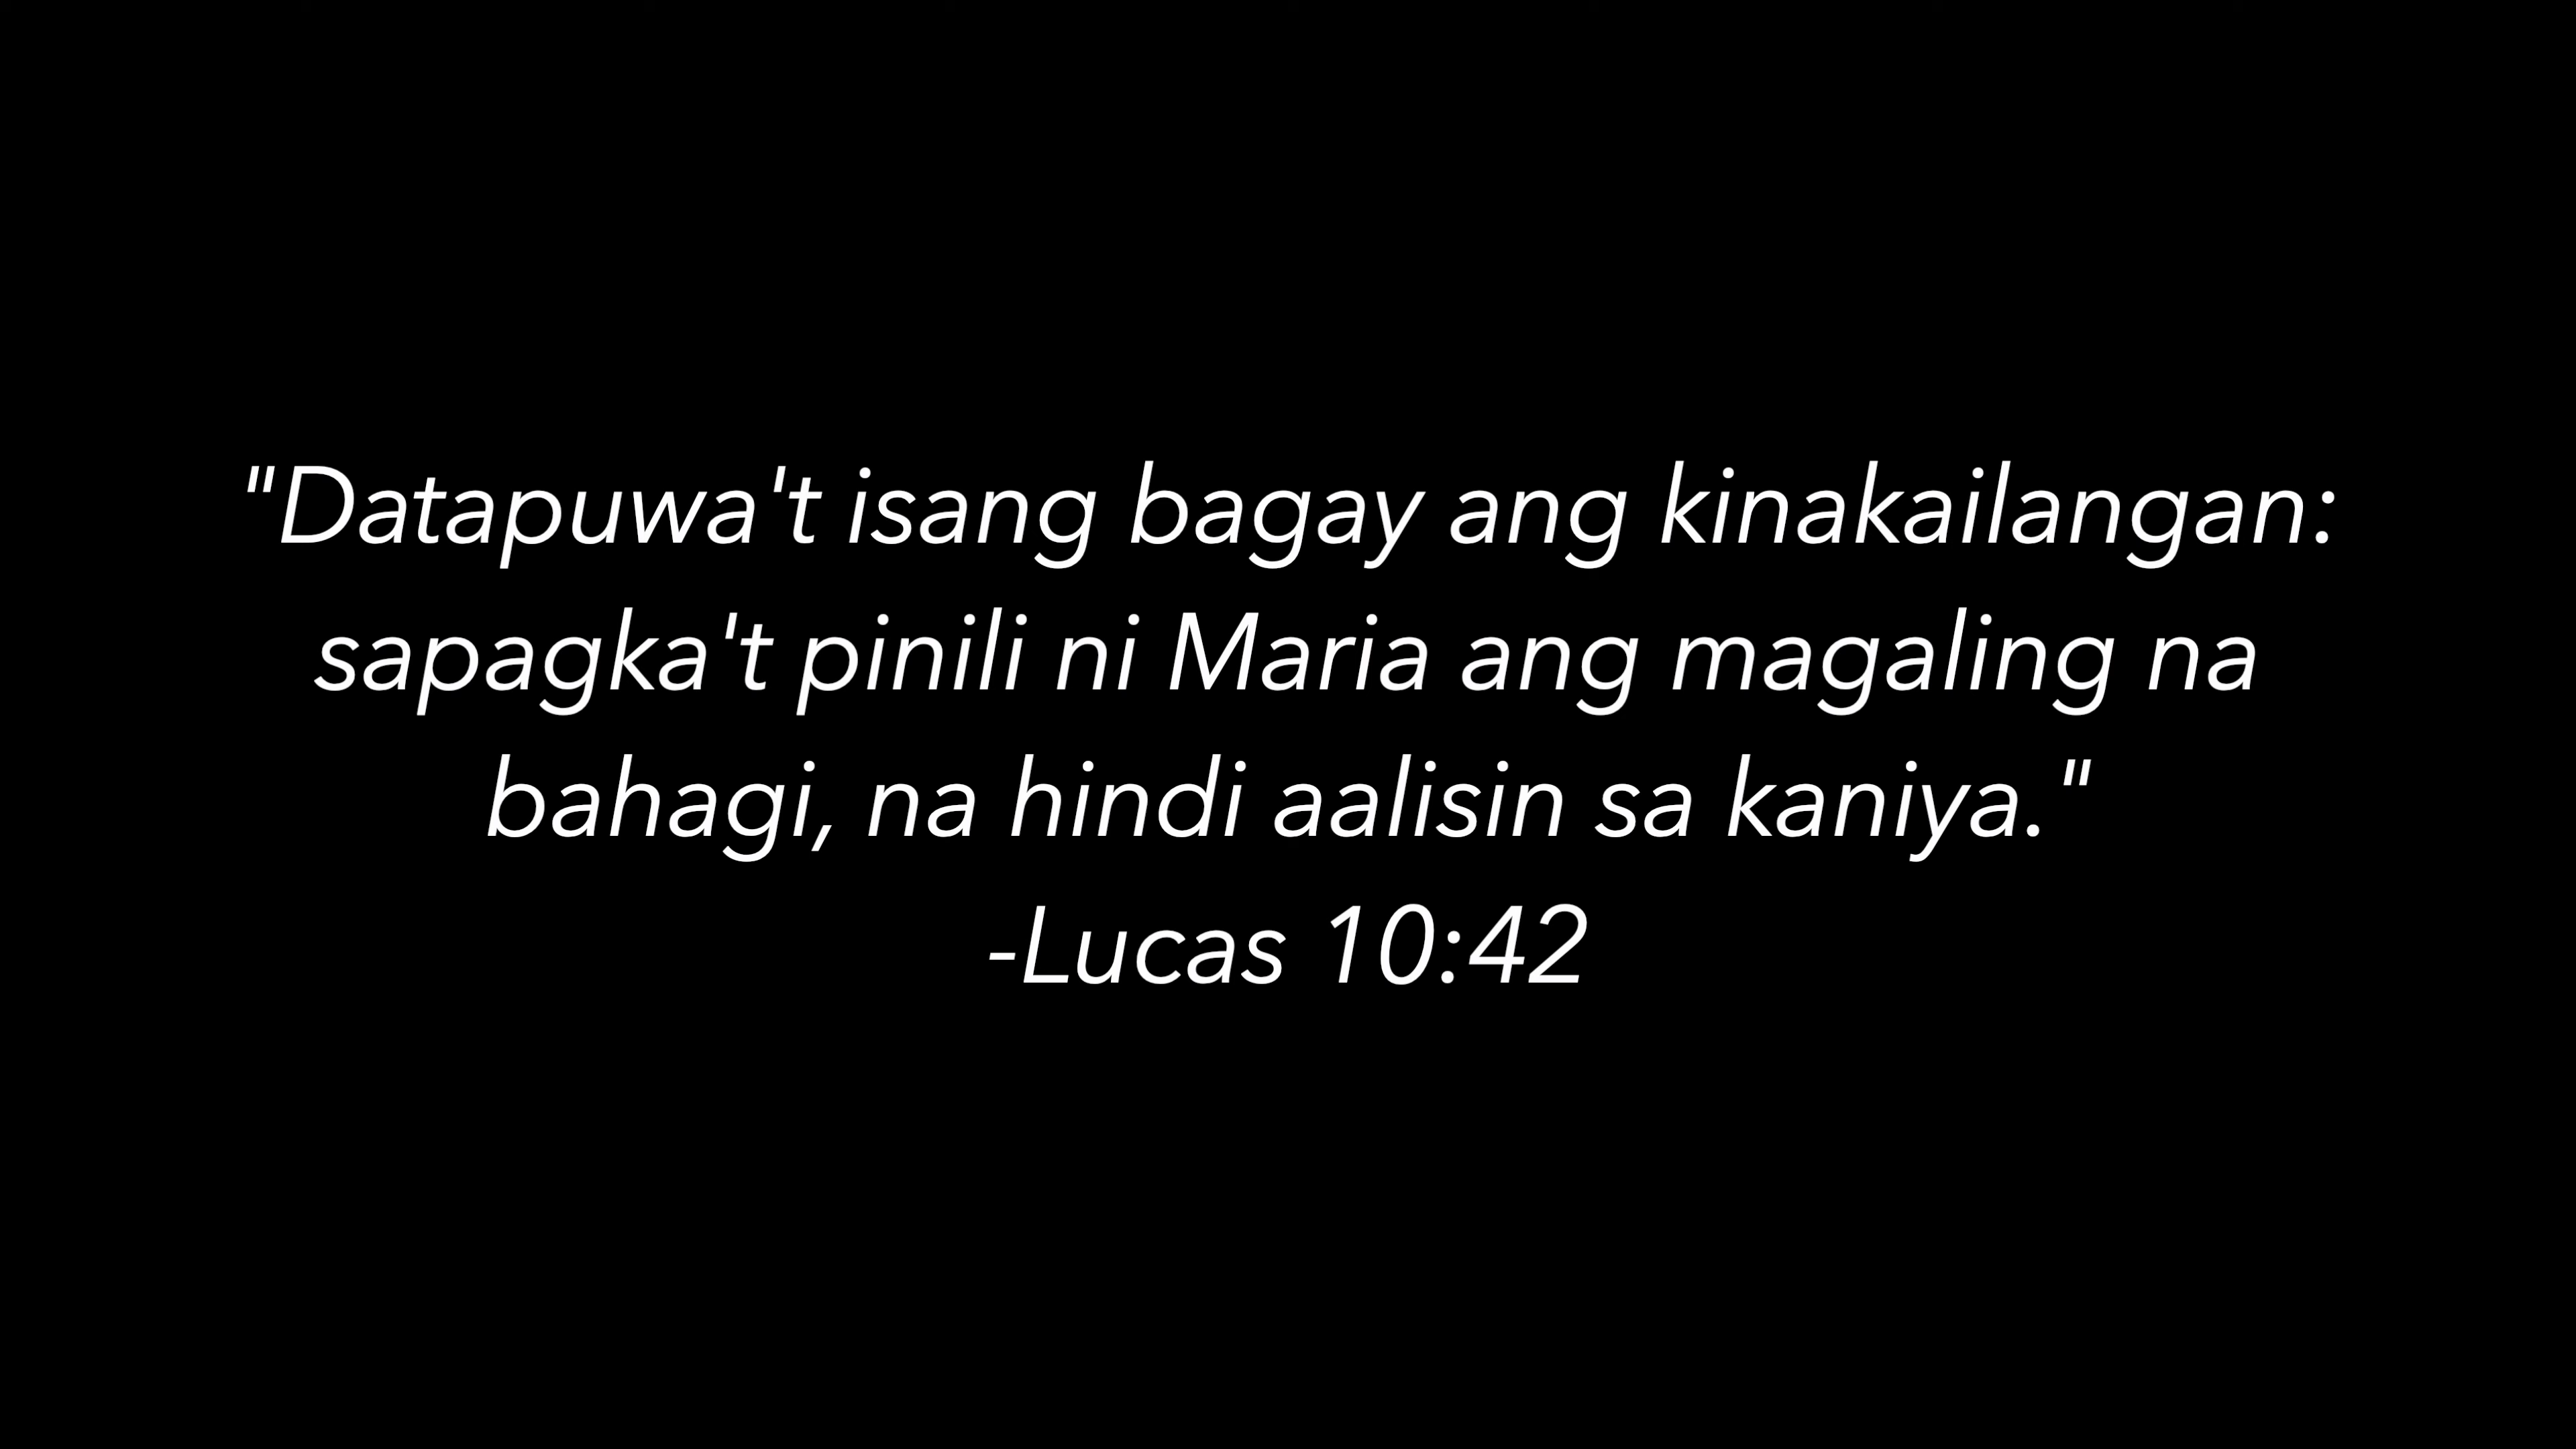 "Datapuwa't isang bagay ang kinakailangan:
sapagka't pinili ni Maria ang magaling na
bahagi, na hindi aalisin sa kaniya."
-Lucas 10:42